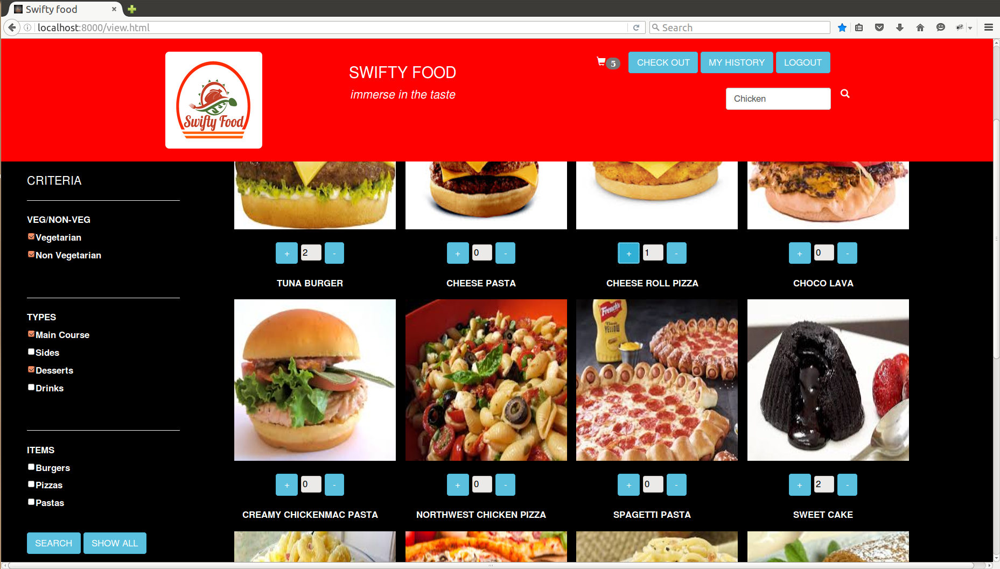 Swifty food
localhost:8000/view.html
Search
Swifty Food
SWIFTY FOOD
immerse in the taste
5
CHECK OUT
MY HISTORY
LOGOUT
Chicken
CRITERIA
VEG/NON-VEG
Vegetarian
Non Vegetarian
TYPES
Main Course
Sides
Desserts
Drinks
ITEMS
Burgers
Pizzas
Pastas
SEARCH
SHOW ALL
+ 2 -
+ 0 -
+ 1 -
+ 0 -
TUNA BURGER
CHEESE PASTA
CHEESE ROLL PIZZA
CHOCO LAVA
French's
Classic
YELLOW
+ 0 -
+ 0 -
+ 0 -
+ 2 -
CREAMY CHICKENMAC PASTA
NORTHWEST CHICKEN PIZZA
SPAGETTI PASTA
SWEET CAKE